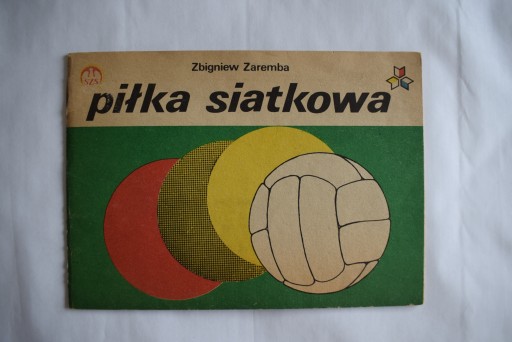 Zbigniew Zaremba
piłka siatkowa